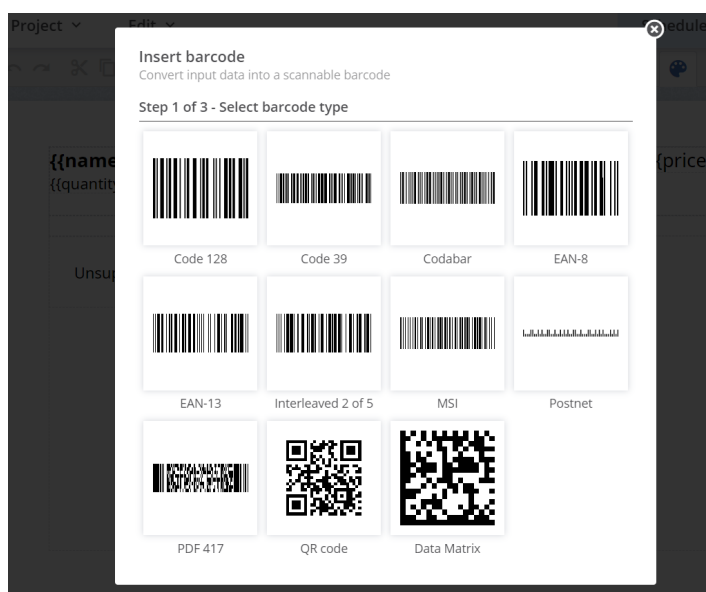 Project Edit Schedule
Insert barcode
Convert input data into a scannable barcode
Step 1 of 3 - Select barcode type
{{name
{price
{{quantity
Code 128 Code 39 Codabar EAN-8
Unsup
EAN-13 Interleaved 2 of 5 MSI Postnet
PDF 417 QR code Data Matrix